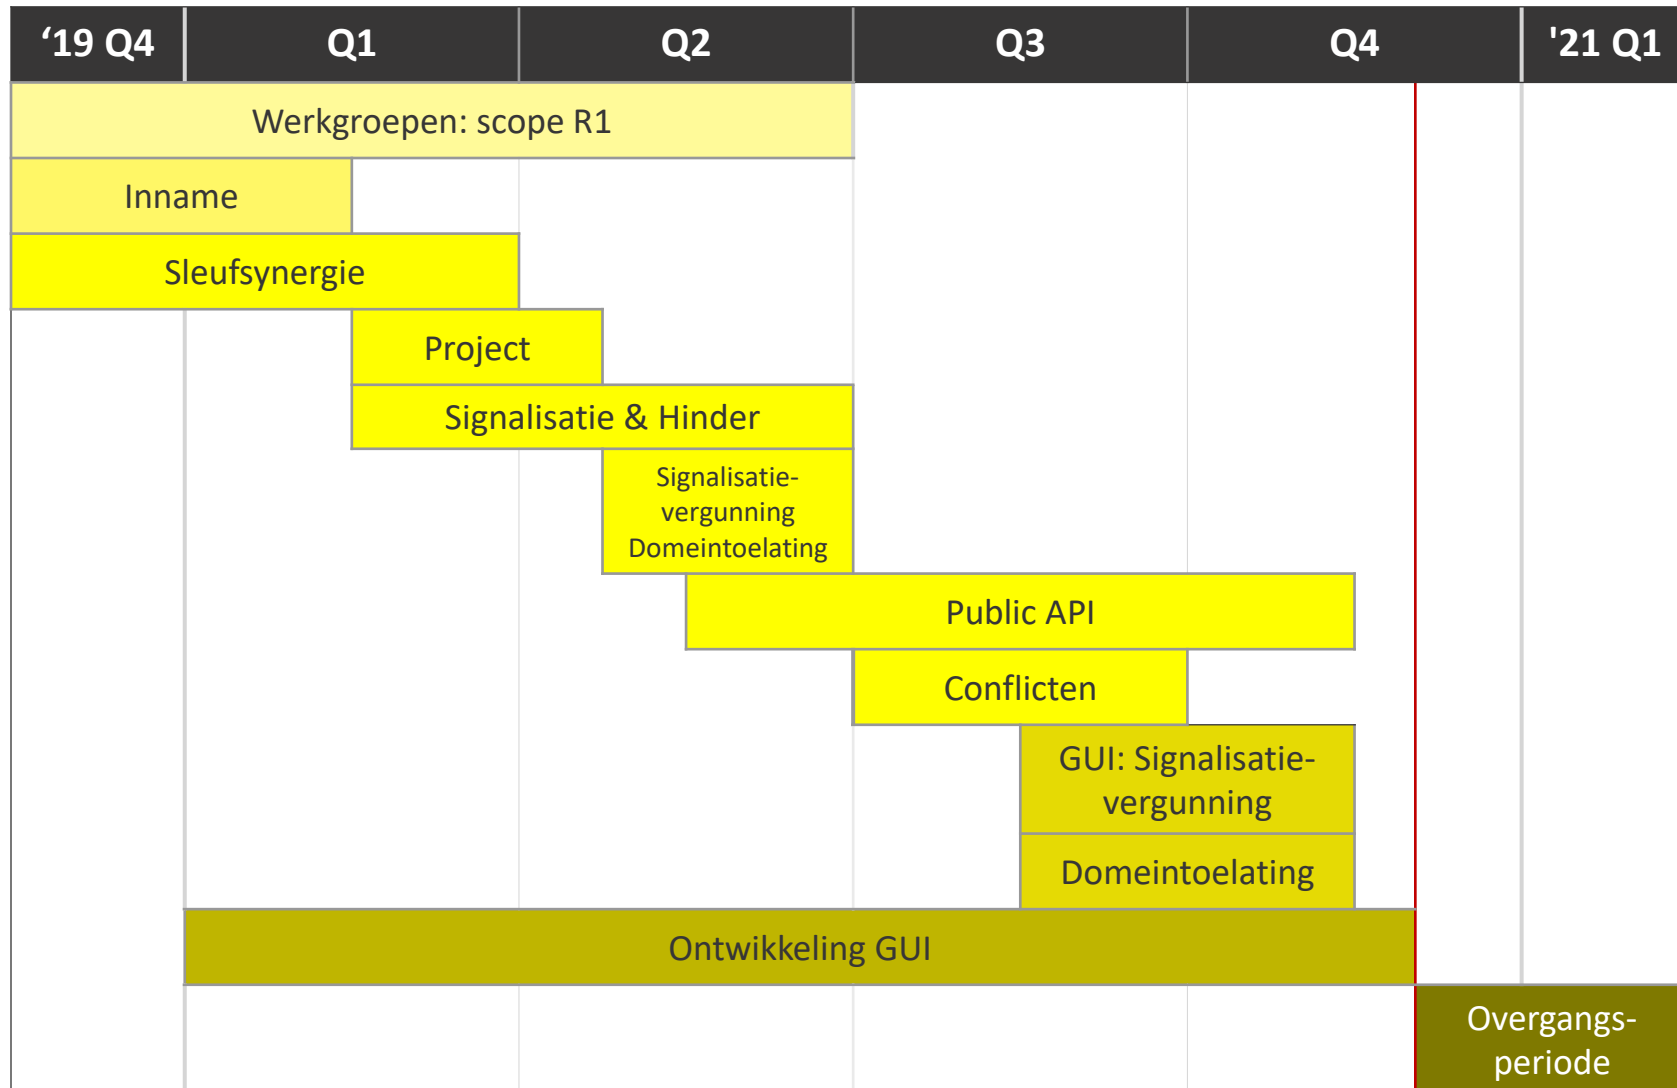 ‘19 Q4 Q1 Q2 Q3 Q4 '21 Q1
Werkgroepen: scope R1
Inname
Sleufsynergie
Project
Signalisatie & Hinder
Signalisatie-
vergunning
Domeintoelating
Public API
Conflicten
GUI: Signalisatie-
vergunning
Domeintoelating
Ontwikkeling GUI
Overgangs-
periode